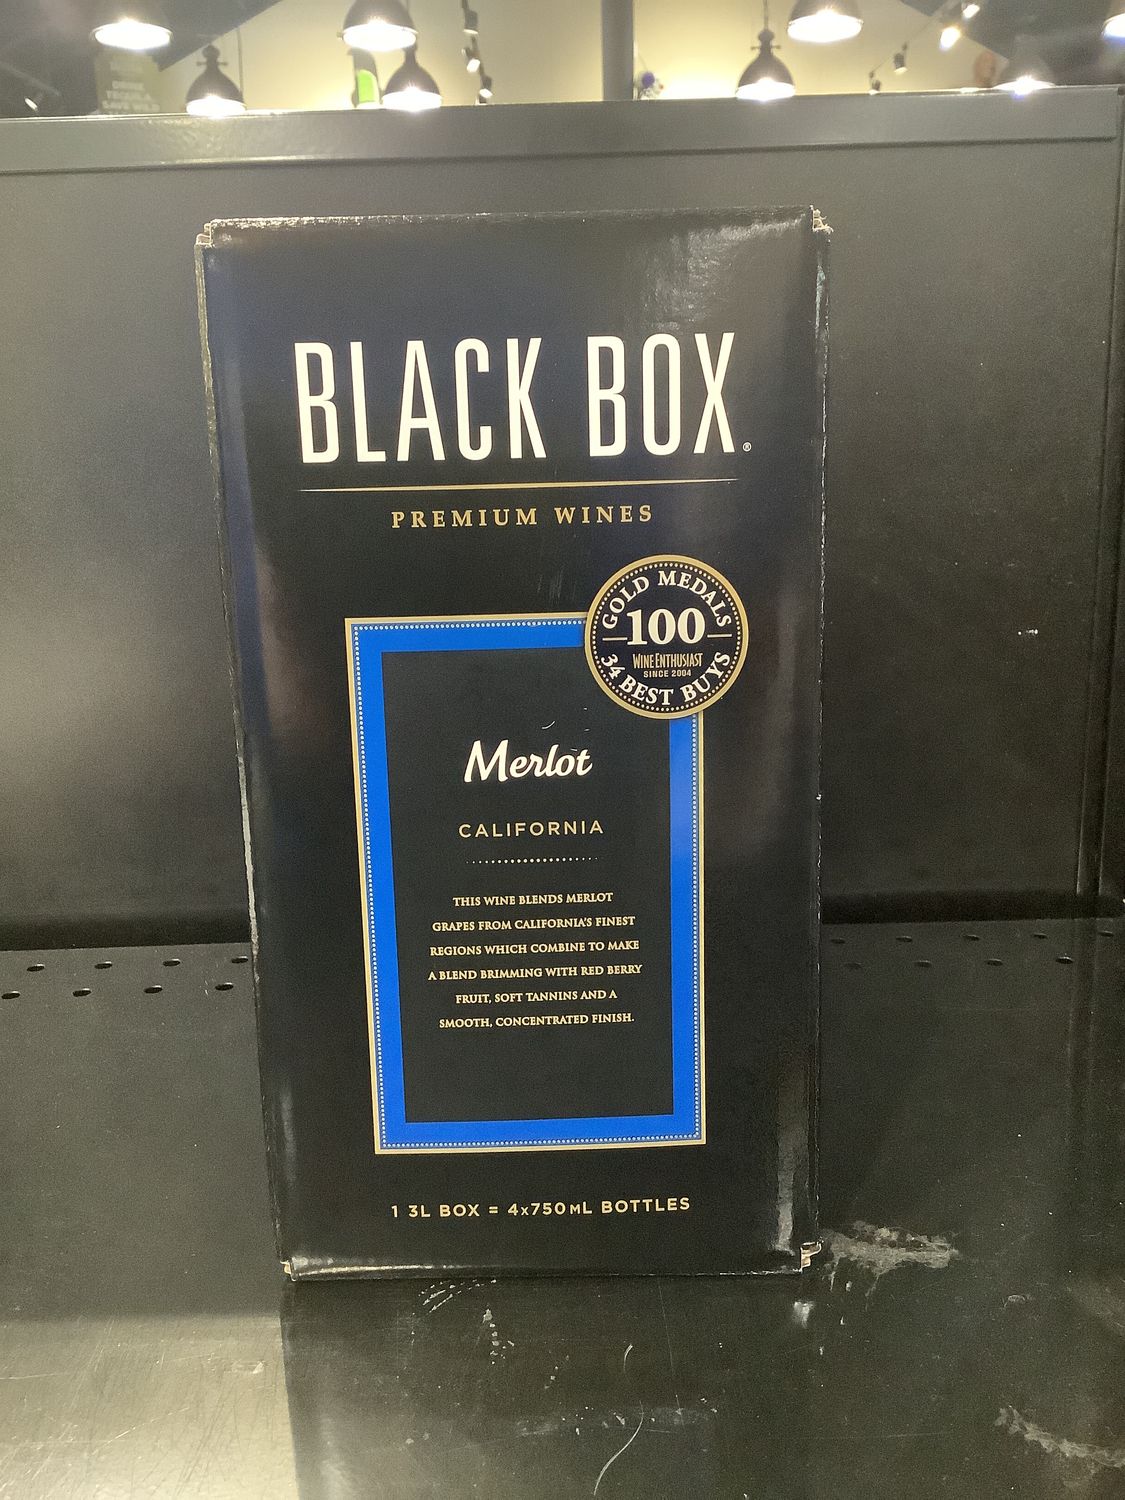 BLACK BOX®
PREMIUM WINES
GOLD MEDALS
100
WINE ENTHUSIAST
SINCE 2004
34 BEST BUYS
Merlot
CALIFORNIA
THIS WINE BLENDS MERLOT
GRAPES FROM CALIFORNIA'S FINEST
REGIONS WHICH COMBINE TO MAKE
A BLEND BRIMMING WITH RED BERRY
FRUIT, SOFT TANNINS AND A
SMOOTH, CONCENTRATED FINISH.
1 3L BOX = 4x750ML BOTTLES